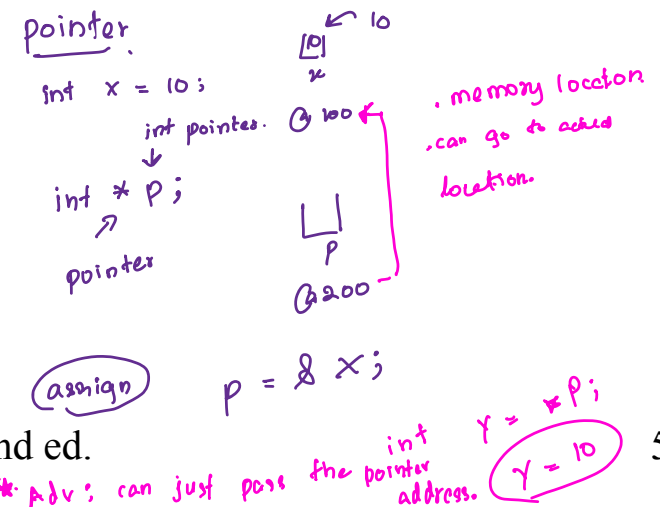 pointer.
10
10
x
int x = 10;
@ 100
. memory location
int pointer.
. can go to actual
location.
int * p;
p
pointer
@ 200
assign
p = & x;
nd ed.
int y = *p;
y = 10
5
* Adv: can just pass the pointer
address.